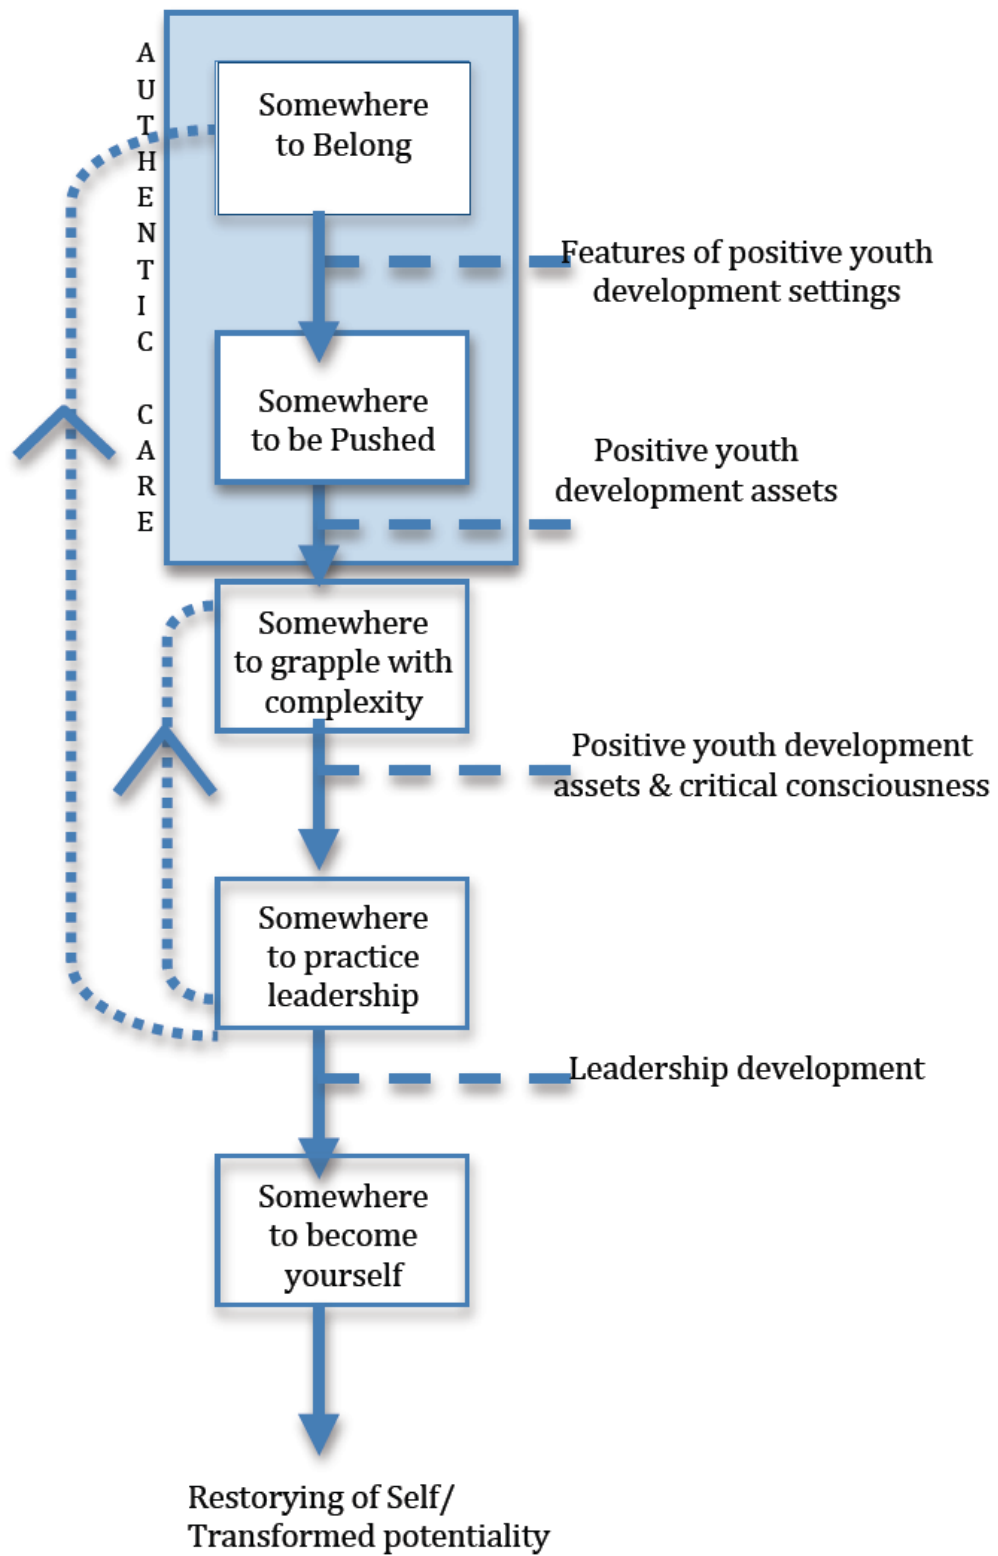 AUTHENTIC CARE
Somewhere
to Belong
Features of positive youth
development settings
Somewhere
to be Pushed
Positive youth
development assets
Somewhere
to grapple with
complexity
Positive youth development
assets & critical consciousness
Somewhere
to practice
leadership
Leadership development
Somewhere
to become
yourself
Restorying of Self/
Transformed potentiality